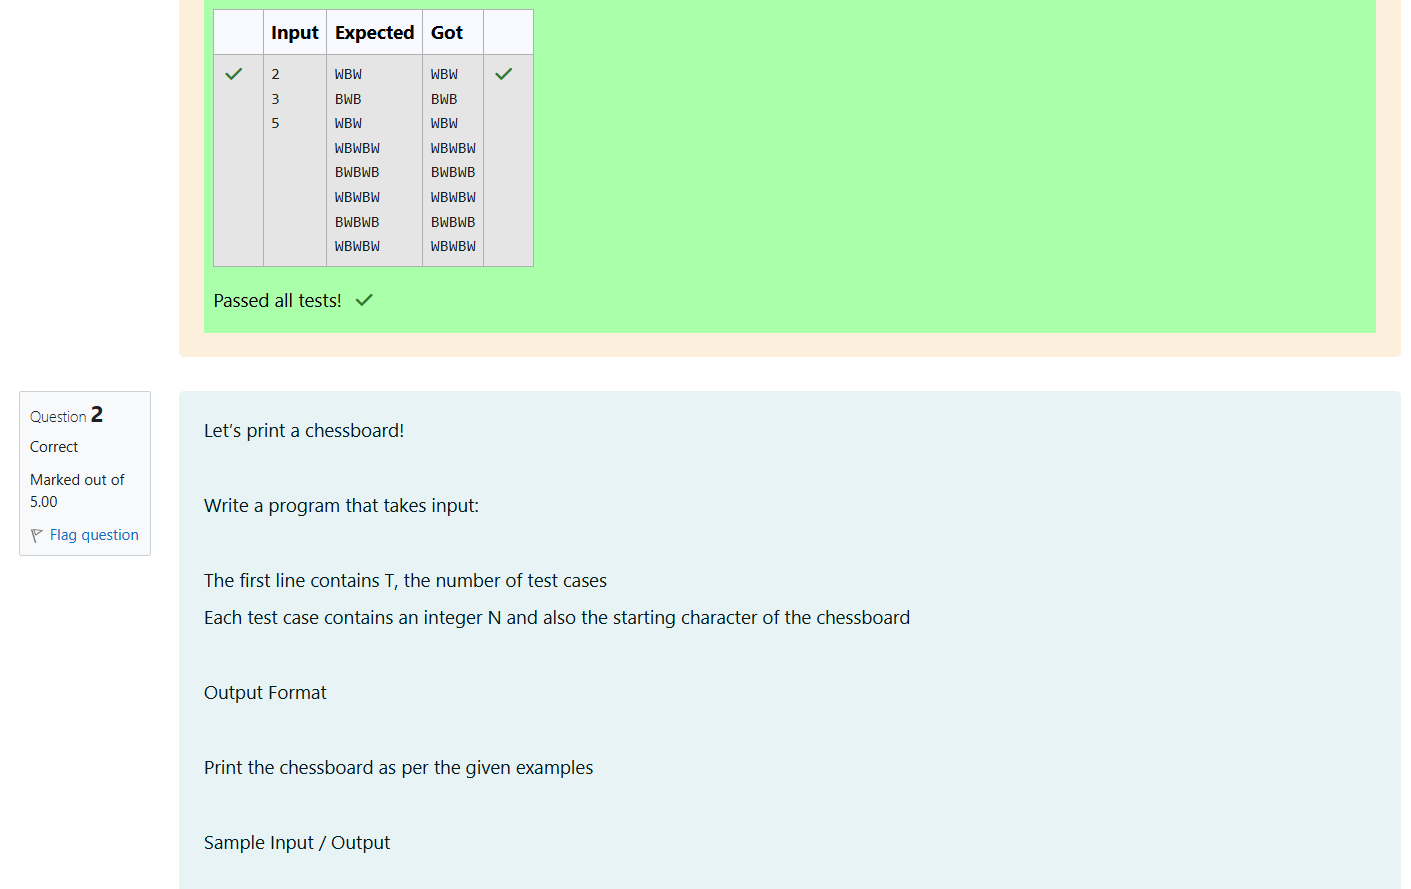 Input Expected Got
2 WBW WBW
3 BWB BWB
5 WBW WBW
WBWBW WBWBW
BWBWB BWBWB
WBWBW WBWBW
BWBWB BWBWB
WBWBW WBWBW
Passed all tests!
Question 2
Correct
Marked out of
5.00
Flag question
Let's print a chessboard!
Write a program that takes input:
The first line contains T, the number of test cases
Each test case contains an integer N and also the starting character of the chessboard
Output Format
Print the chessboard as per the given examples
Sample Input / Output